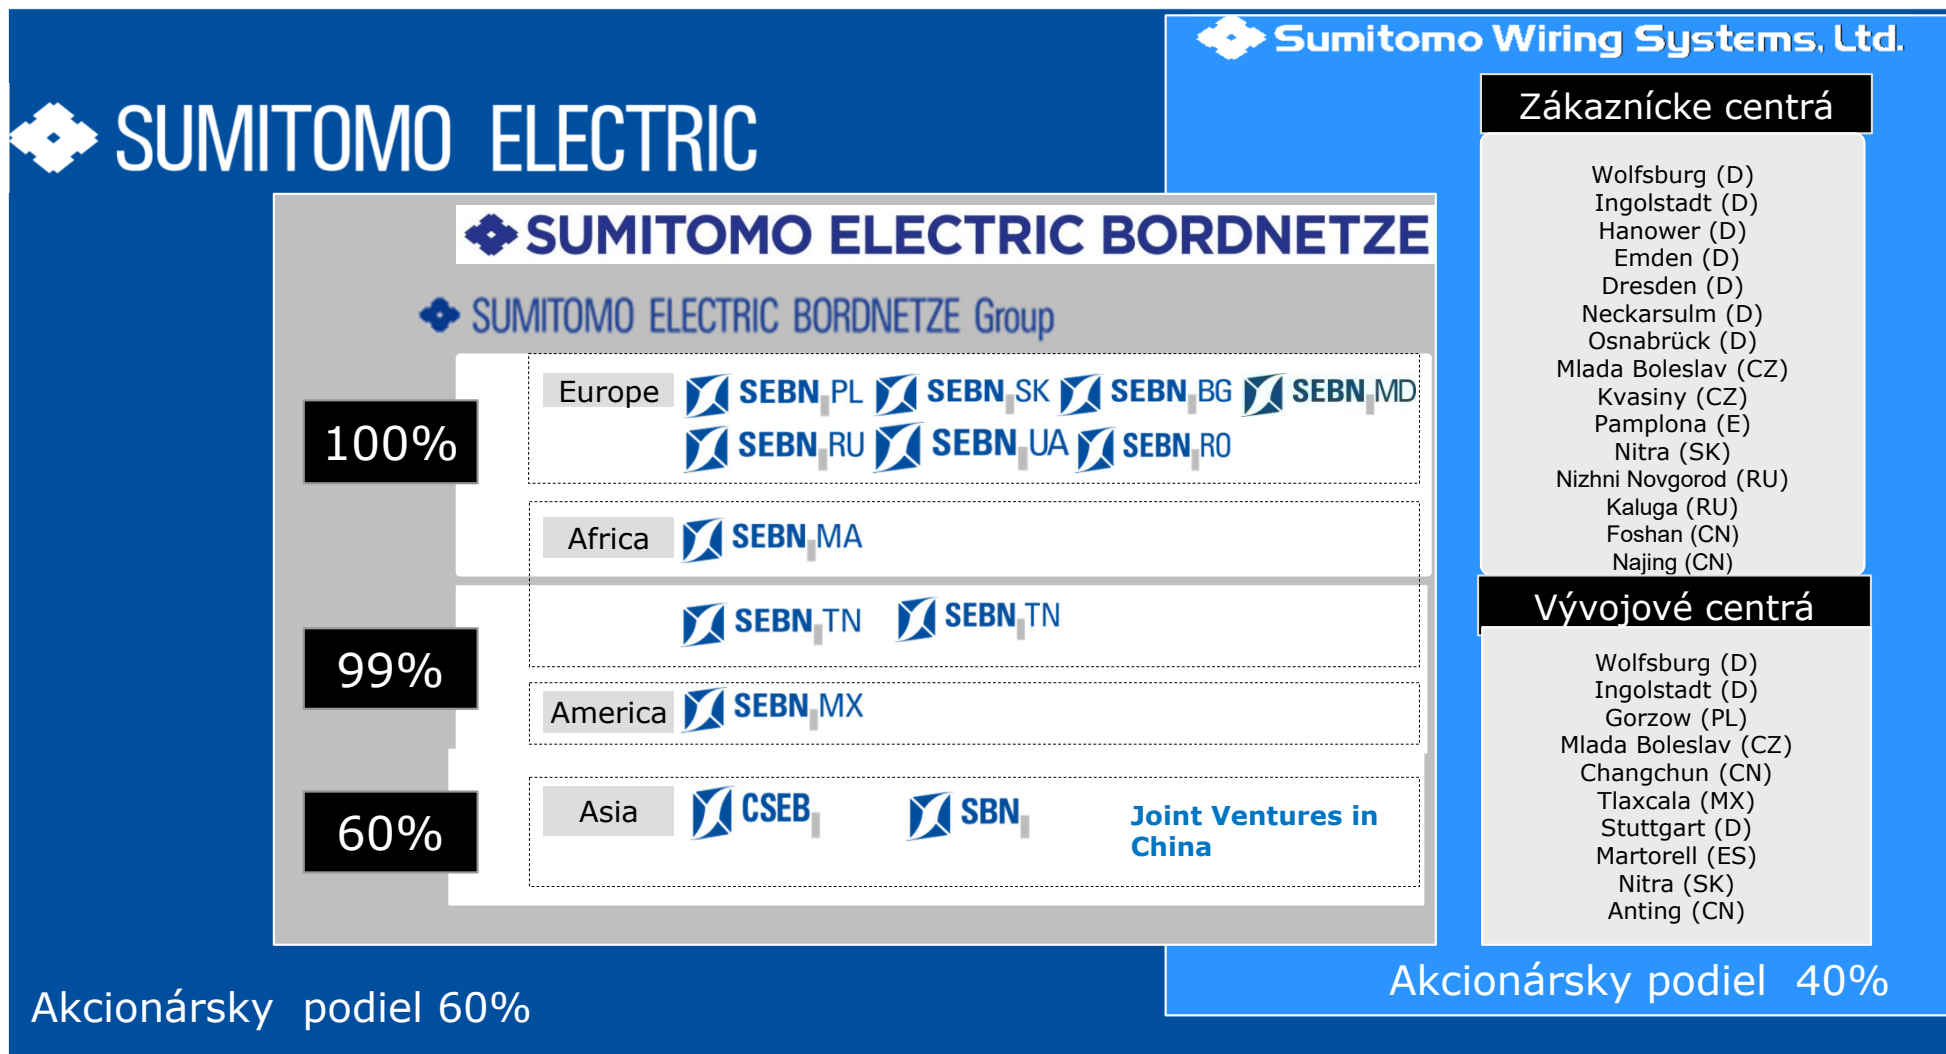 Sumitomo Wiring Systems, Ltd.
SUMITOMO ELECTRIC
SUMITOMO ELECTRIC BORDNETZE
SUMITOMO ELECTRIC BORDNETZE Group
100%
Europe
SEBN PL
SEBN SK
SEBN BG
SEBN MD
SEBN RU
SEBN UA
SEBN RO
Africa
SEBN MA
99%
SEBN TN
SEBN TN
America
SEBN MX
60%
Asia
CSEB
SBN
Joint Ventures in
China
Akcionársky podiel 60%
Zákaznícke centrá
Wolfsburg (D)
Ingolstadt (D)
Hanower (D)
Emden (D)
Dresden (D)
Neckarsulm (D)
Osnabrück (D)
Mlada Boleslav (CZ)
Kvasiny (CZ)
Pamplona (E)
Nitra (SK)
Nizhni Novgorod (RU)
Kaluga (RU)
Foshan (CN)
Najing (CN)
Vývojové centrá
Wolfsburg (D)
Ingolstadt (D)
Gorzow (PL)
Mlada Boleslav (CZ)
Changchun (CN)
Tlaxcala (MX)
Stuttgart (D)
Martorell (ES)
Nitra (SK)
Anting (CN)
Akcionársky podiel 40%